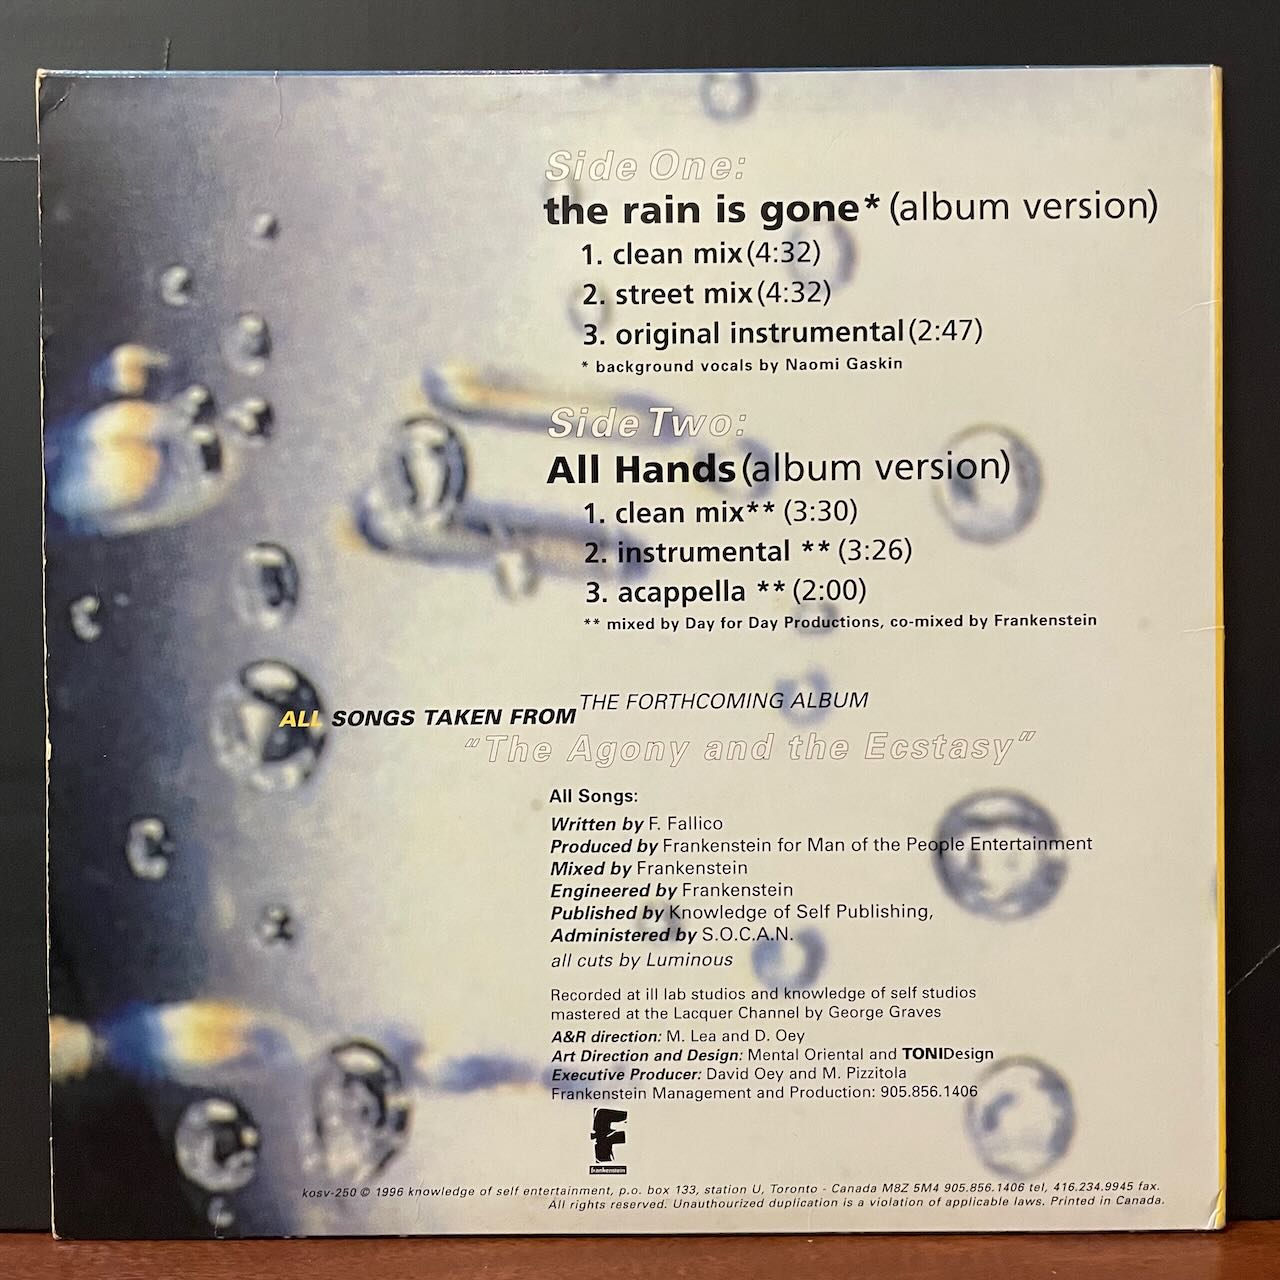 Side One:
the rain is gone* (album version)
1. clean mix (4:32)
2. street mix (4:32)
3. original instrumental (2:47)
* background vocals by Naomi Gaskin
Side Two:
All Hands (album version)
1. clean mix** (3:30)
2. instrumental ** (3:26)
3. acappella ** (2:00)
** mixed by Day for Day Productions, co-mixed by Frankenstein
ALL SONGS TAKEN FROM THE FORTHCOMING ALBUM
"The Agony and the Ecstasy"
All Songs:
Written by F. Fallico
Produced by Frankenstein for Man of the People Entertainment
Mixed by Frankenstein
Engineered by Frankenstein
Published by Knowledge of Self Publishing,
Administered by S.O.C.A.N.
all cuts by Luminous
Recorded at ill lab studios and knowledge of self studios
mastered at the Lacquer Channel by George Graves
A&R direction: M. Lea and D. Oey
Art Direction and Design: Mental Oriental and TONIDesign
Executive Producer: David Oey and M. Pizzitola
Frankenstein Management and Production: 905.856.1406
F
frankenstein
kosv-250 © 1996 knowledge of self entertainment, p.o. box 133, station U, Toronto - Canada M8Z 5M4 905.856.1406 tel, 416.234.9945 fax.
All rights reserved. Unauthourized duplication is a violation of applicable laws. Printed in Canada.